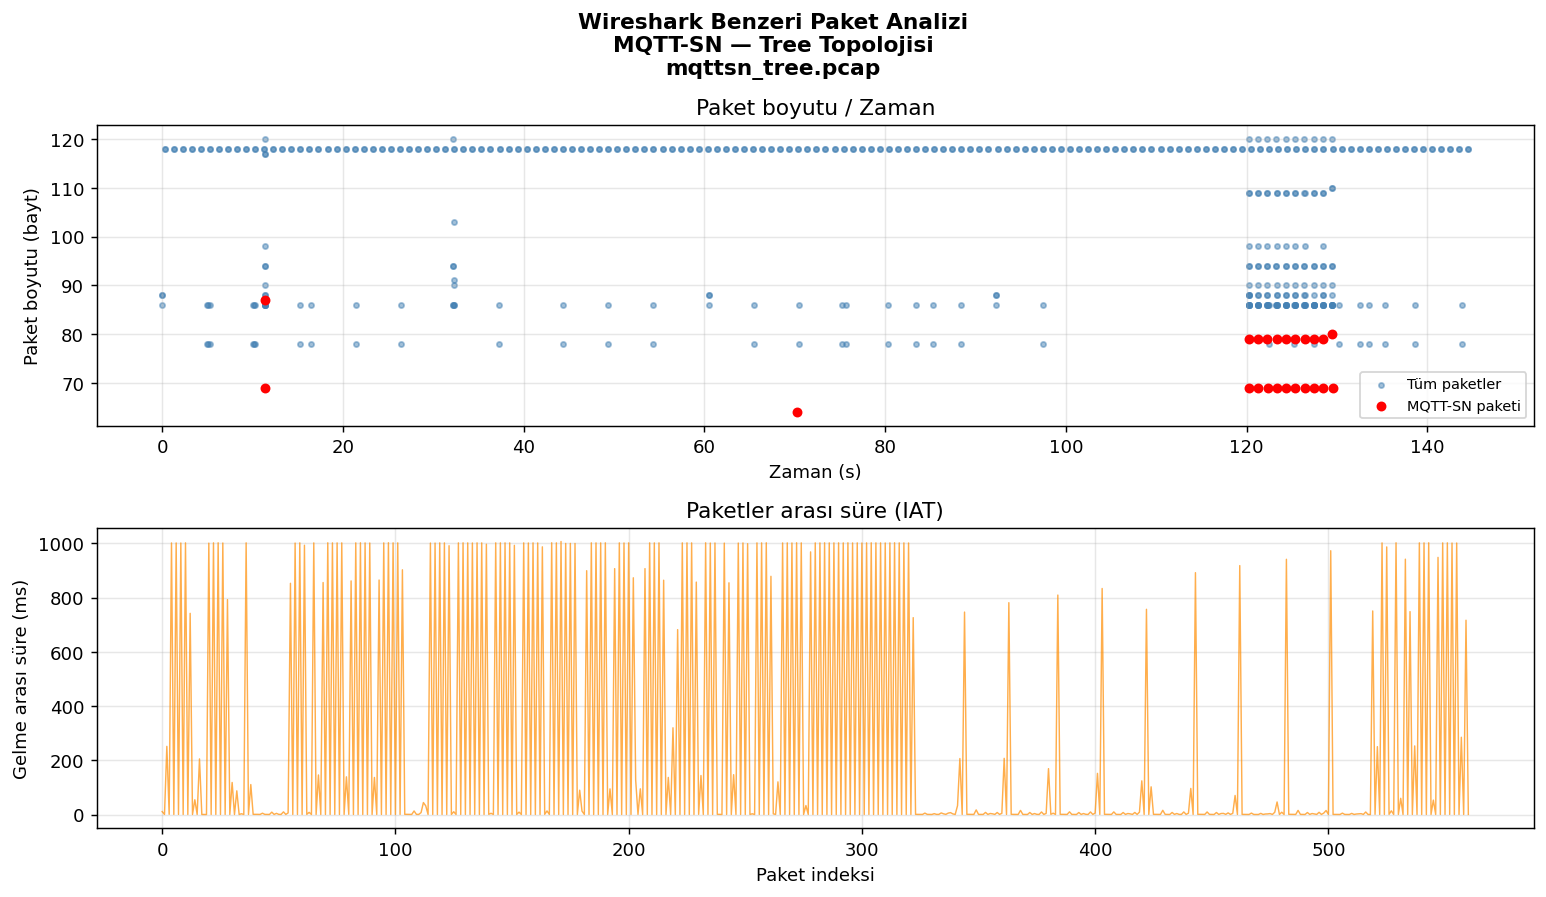 Wireshark Benzeri Paket Analizi
MQTT-SN — Tree Topolojisi
mqttsn_tree.pcap
Paket boyutu / Zaman
Paket boyutu (bayt)
120
110
100
90
80
70
0 20 40 60 80 100 120 140
Zaman (s)
Tüm paketler
MQTT-SN paketi
Paketler arası süre (IAT)
Gelme arası süre (ms)
1000
800
600
400
200
0
0 100 200 300 400 500
Paket indeksi